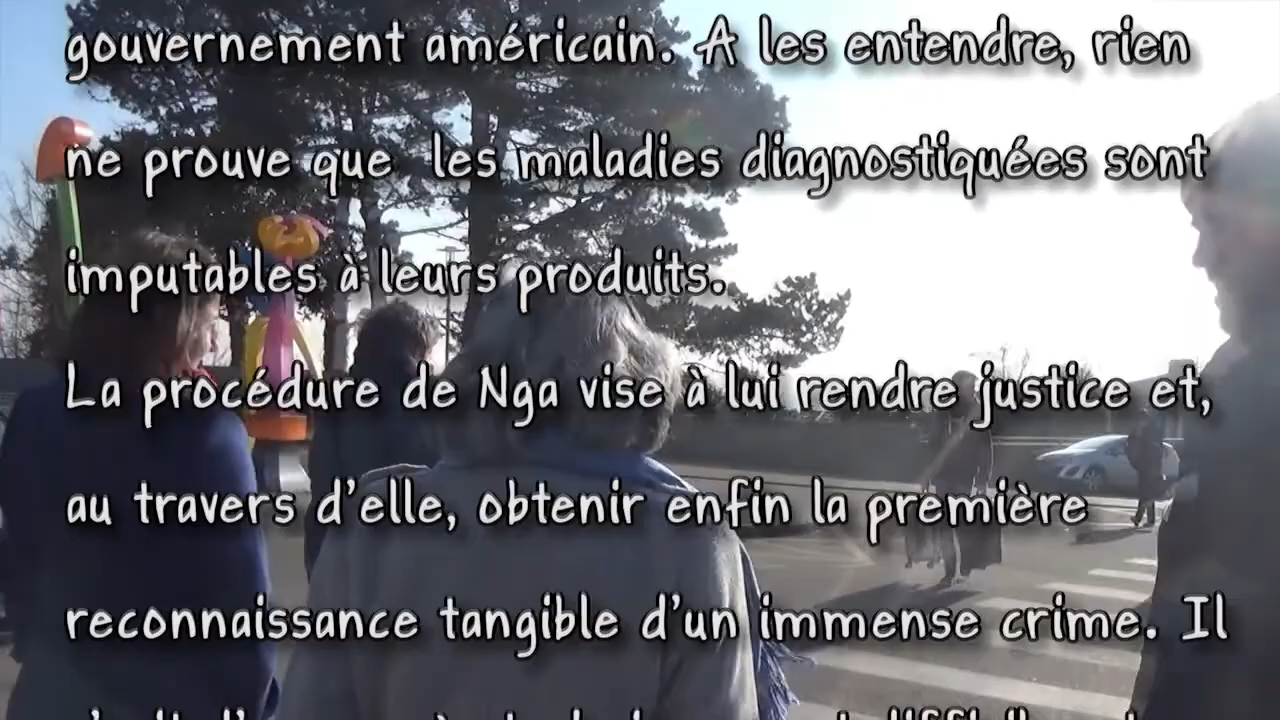 gouvernement américain. A les entendre, rien
ne prouve que les maladies diagnostiquées sont
imputables à leurs produits.
La procédure de Nga vise à lui rendre justice et,
au travers d'elle, obtenir enfin la première
reconnaissance tangible d'un immense crime. Il